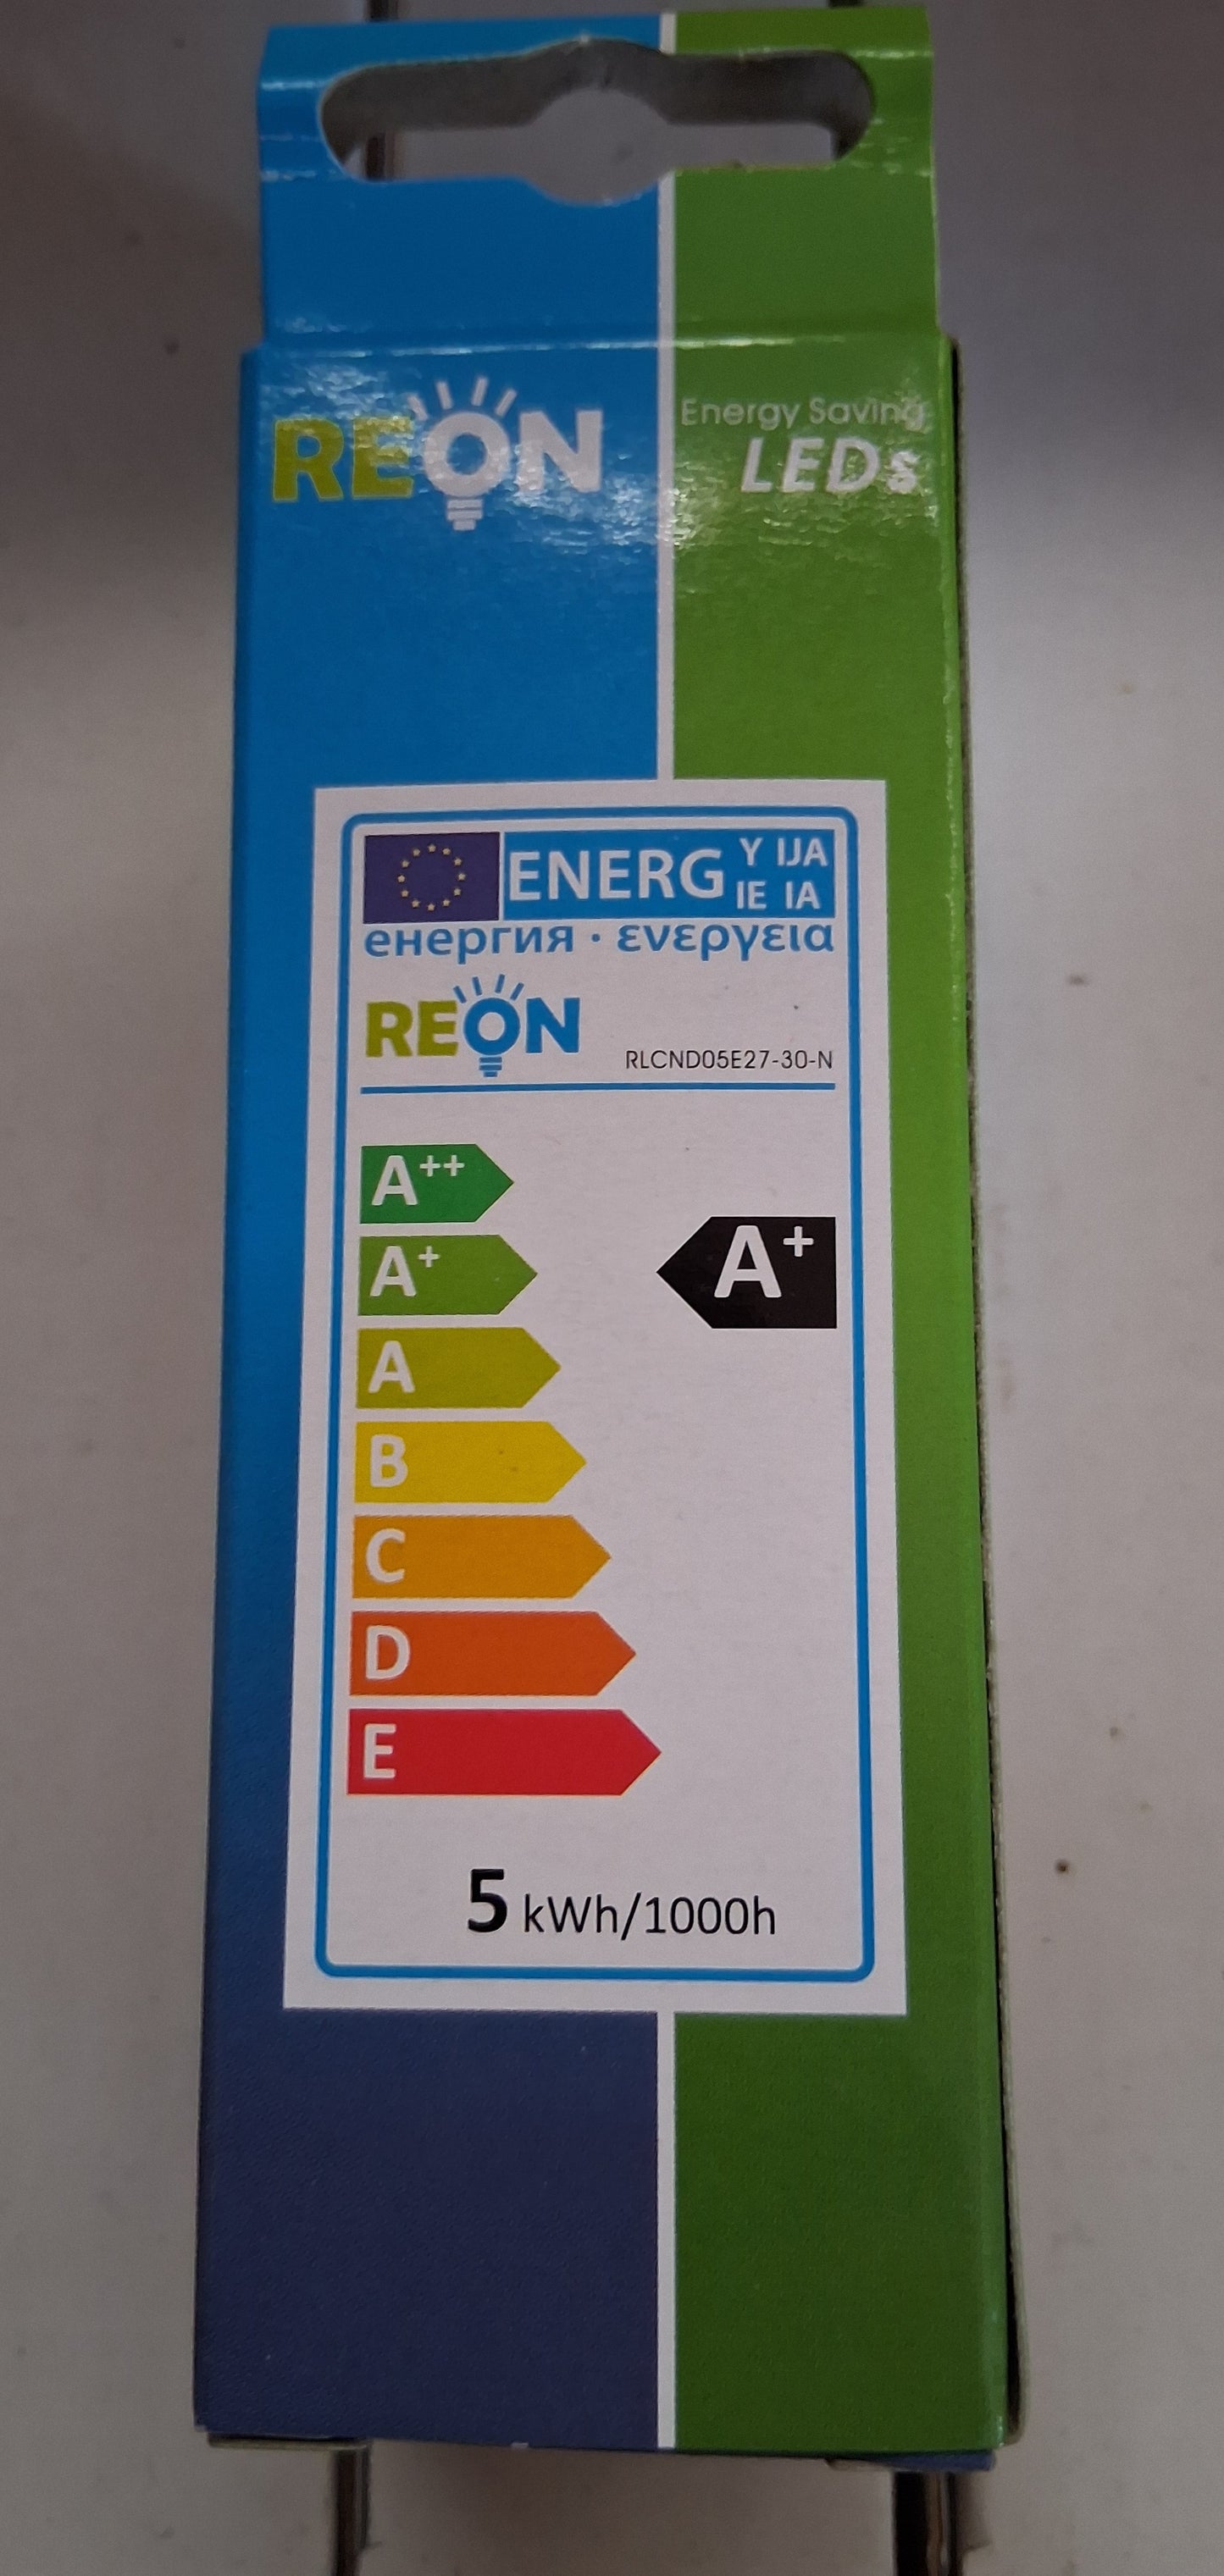 REON
Energy Saving
LEDs
ENERG Y IJA
IE IA
енергия · ενεργεια
REON
RLCND05E27-30-N
A++
A+
A+
A
B
C
D
E
5 kWh/1000h